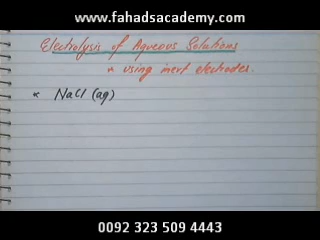 www.fahadsacademy.com
Electrolysis of Aqueous Solutions
* using inert electrodes.
* NaCl (aq)
0092 323 509 4443